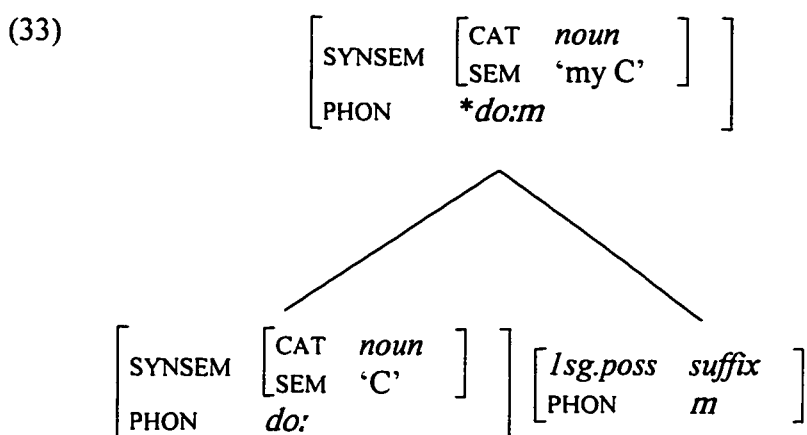 (33)
SYNSEM [CAT noun
SEM ‘my C’]
PHON *do:m
SYNSEM [CAT noun
SEM ‘C’]
PHON do:
1sg.poss suffix
PHON m